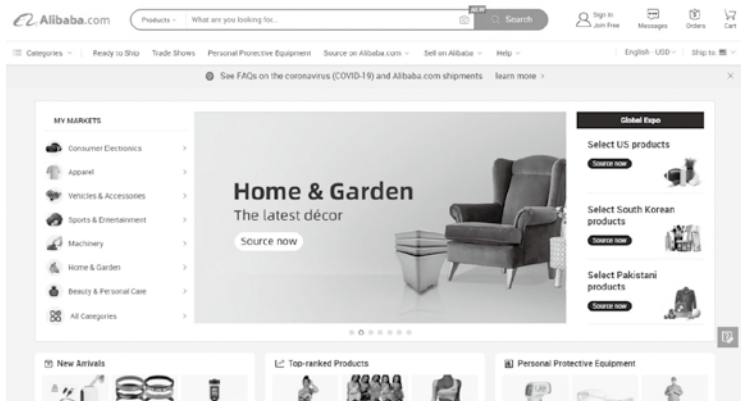 Alibaba.com
Products
What are you looking for...
NEW
Search
Sign In
Join Free
Messages
Orders
Cart
Categories
Ready to Ship
Trade Shows
Personal Protective Equipment
Source on Alibaba.com
Sell on Alibaba
Help
English - USD
Ship to:
See FAQs on the coronavirus (COVID-19) and Alibaba.com shipments learn more >
MY MARKETS
Consumer Electronics
Apparel
Vehicles & Accessories
Sports & Entertainment
Machinery
Home & Garden
Beauty & Personal Care
All Categories
Home & Garden
The latest décor
Source now
Global Expo
Select US products
Source now
Select South Korean
products
Source now
Select Pakistani
products
Source now
New Arrivals
Top-ranked Products
Personal Protective Equipment